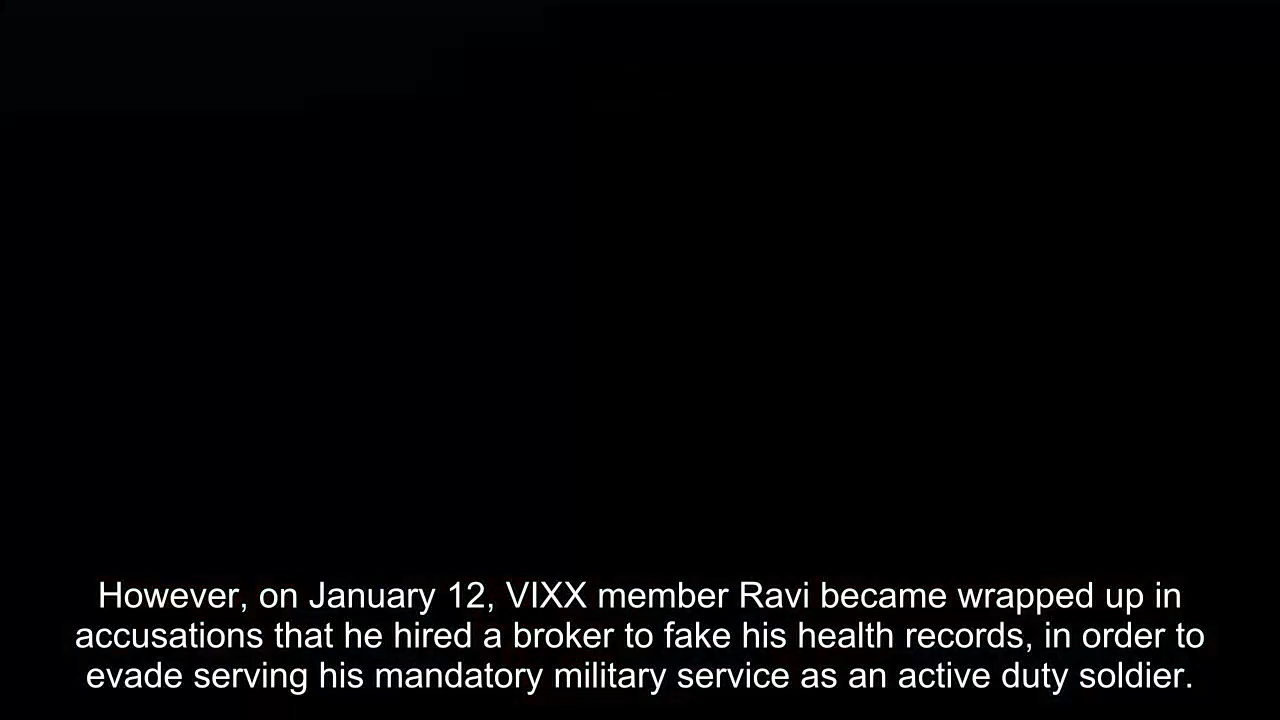 However, on January 12, VIXX member Ravi became wrapped up in
accusations that he hired a broker to fake his health records, in order to
evade serving his mandatory military service as an active duty soldier.